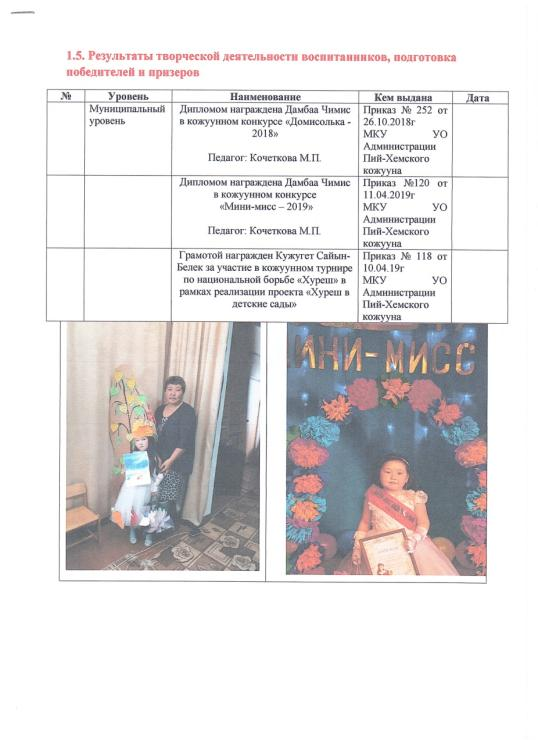 1.5. Результаты творческой деятельности воспитанников, подготовка
победителей и призеров
№ Уровень Наименование Кем выдана Дата
Муниципальный
уровень
Дипломом награждена Дамбаа Чимис
в кожуунном конкурсе «Домисолька -
2018»
Педагог: Кочеткова М.П.
Приказ № 252 от
26.10.2018г
МКУ УО
Администрации
Пий-Хемского
кожууна
Дипломом награждена Дамбаа Чимис
в кожуунном конкурсе
«Мини-мисс – 2019»
Педагог: Кочеткова М.П.
Приказ №120 от
11.04.2019г
МКУ УО
Администрации
Пий-Хемского
кожууна
Грамотой награжден Кужугет Сайын-
Белек за участие в кожуунном турнире
по национальной борьбе «Хуреш» в
рамках реализации проекта «Хуреш в
детские сады»
Приказ № 118 от
10.04.19г
МКУ УО
Администрации
Пий-Хемского
кожууна
МИНИ-МИСС